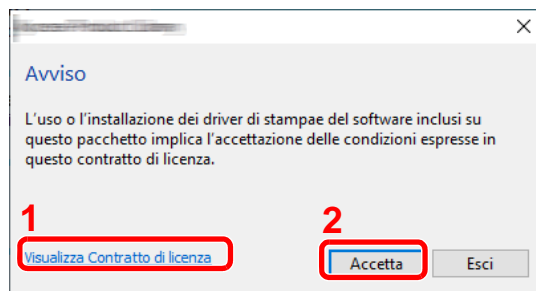 Avviso
L'uso o l'installazione dei driver di stampae del software inclusi su
questo pacchetto implica l'accettazione delle condizioni espresse in
questo contratto di licenza.
1
2
Visualizza Contratto di licenza
Accetta
Esci